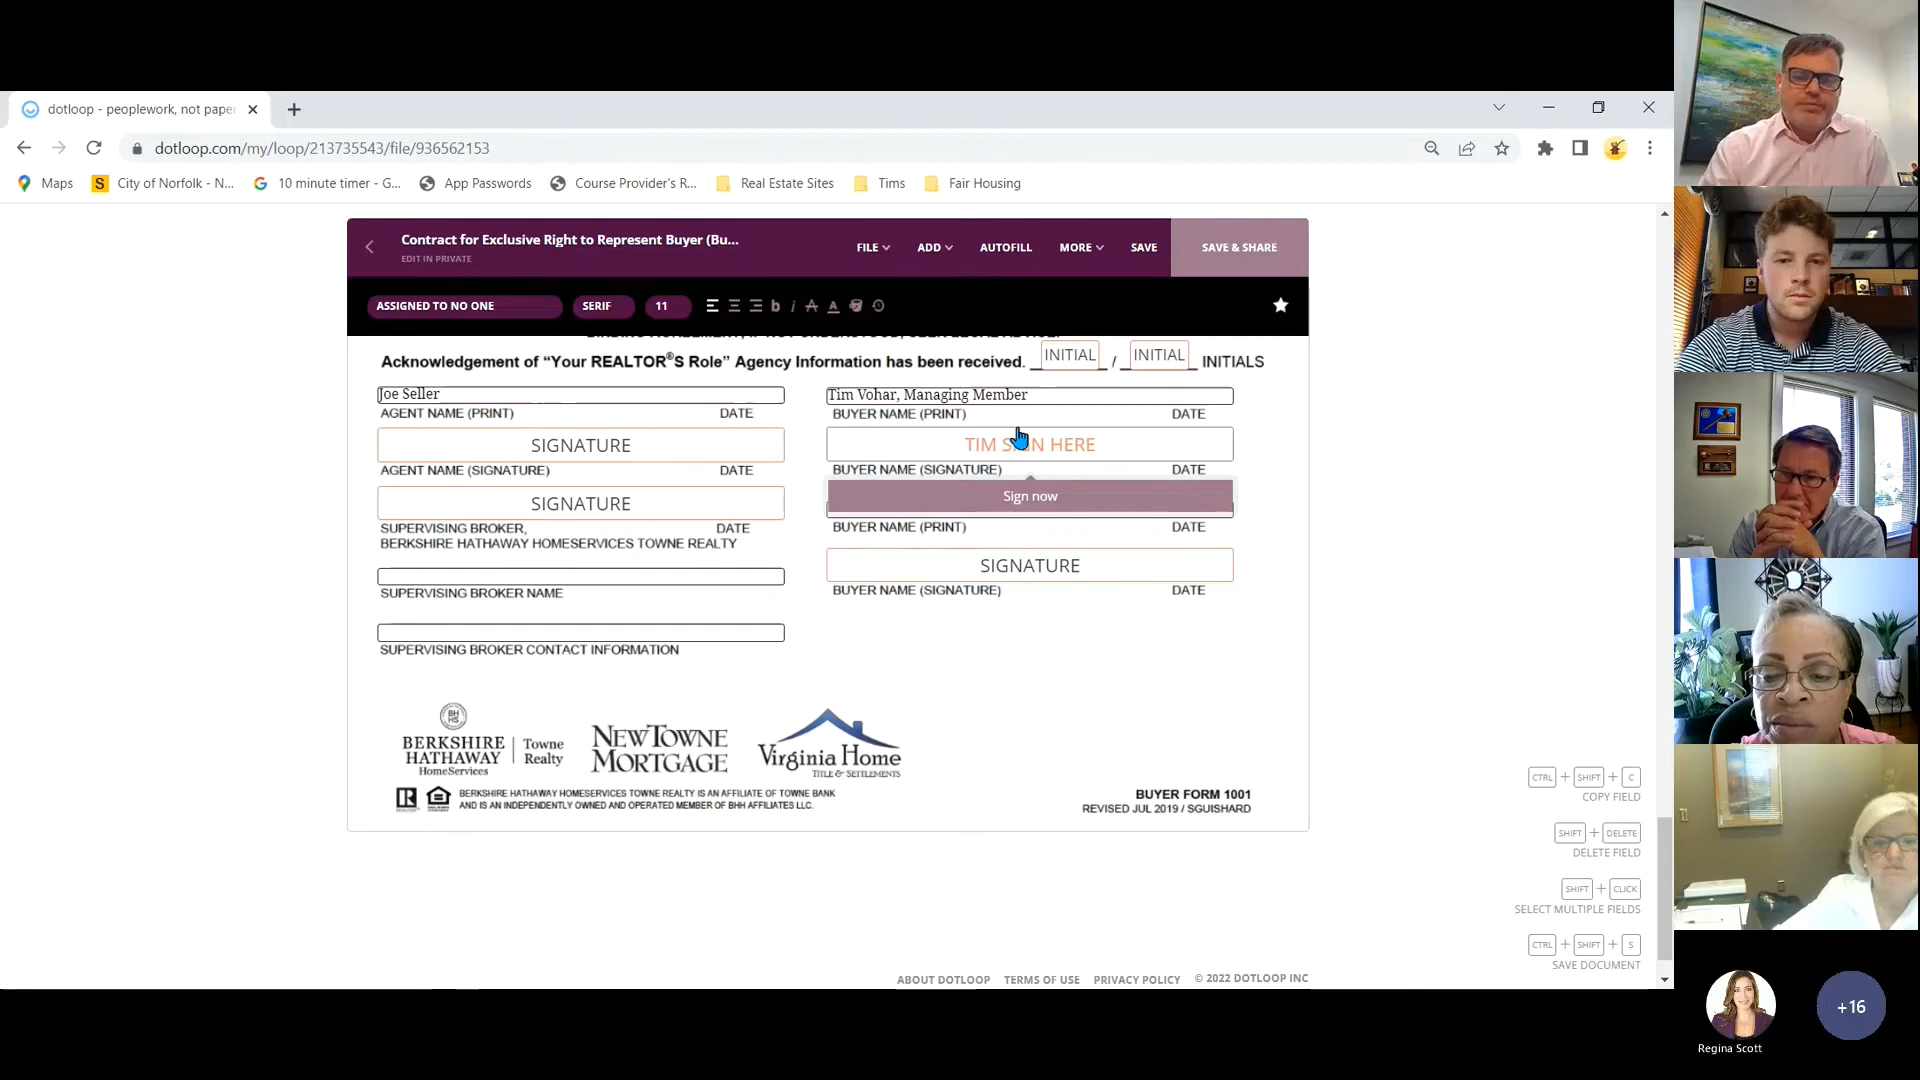 dotloop - peoplework, not pape
dotloop.com/my/loop/213735543/file/936562153
Maps
S
City of Norfolk - N...
G
10 minute timer - G...
App Passwords
Course Provider's R...
Real Estate Sites
Tims
Fair Housing
Contract for Exclusive Right to Represent Buyer (Bu...
EDIT IN PRIVATE
FILE
ADD
AUTOFILL
MORE
SAVE
SAVE & SHARE
ASSIGNED TO NO ONE
SERIF
11
b
i
A
A
Acknowledgement of “Your REALTOR®S Role” Agency Information has been received. INITIAL / INITIAL INITIALS
Joe Seller
AGENT NAME (PRINT) DATE
SIGNATURE
AGENT NAME (SIGNATURE) DATE
SIGNATURE
SUPERVISING BROKER, DATE
BERKSHIRE HATHAWAY HOMESERVICES TOWNE REALTY
SUPERVISING BROKER NAME
SUPERVISING BROKER CONTACT INFORMATION
Tim Vohar, Managing Member
BUYER NAME (PRINT) DATE
TIM SIGN HERE
BUYER NAME (SIGNATURE) DATE
Sign now
BUYER NAME (PRINT) DATE
SIGNATURE
BUYER NAME (SIGNATURE) DATE
BH
HS
BERKSHIRE
HATHAWAY
HomeServices
Towne
Realty
NEWTOWNE
MORTGAGE
Virginia Home
TITLE & SETTLEMENTS
BERKSHIRE HATHAWAY HOMESERVICES TOWNE REALTY IS AN AFFILIATE OF TOWNE BANK
AND IS AN INDEPENDENTLY OWNED AND OPERATED MEMBER OF BHH AFFILIATES LLC.
BUYER FORM 1001
REVISED JUL 2019 / SGUISHARD
CTRL + SHIFT + C
COPY FIELD
SHIFT + DELETE
DELETE FIELD
SHIFT + CLICK
SELECT MULTIPLE FIELDS
CTRL + SHIFT + S
SAVE DOCUMENT
ABOUT DOTLOOP TERMS OF USE PRIVACY POLICY © 2022 DOTLOOP INC
Regina Scott
+16